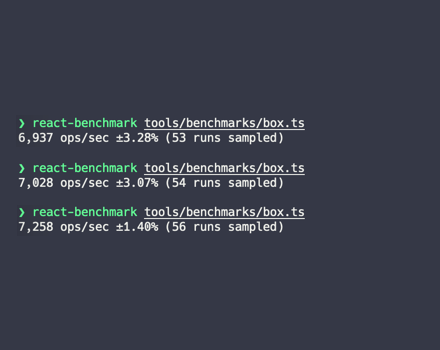 ❯ react-benchmark tools/benchmarks/box.ts
6,937 ops/sec ±3.28% (53 runs sampled)
❯ react-benchmark tools/benchmarks/box.ts
7,028 ops/sec ±3.07% (54 runs sampled)
❯ react-benchmark tools/benchmarks/box.ts
7,258 ops/sec ±1.40% (56 runs sampled)